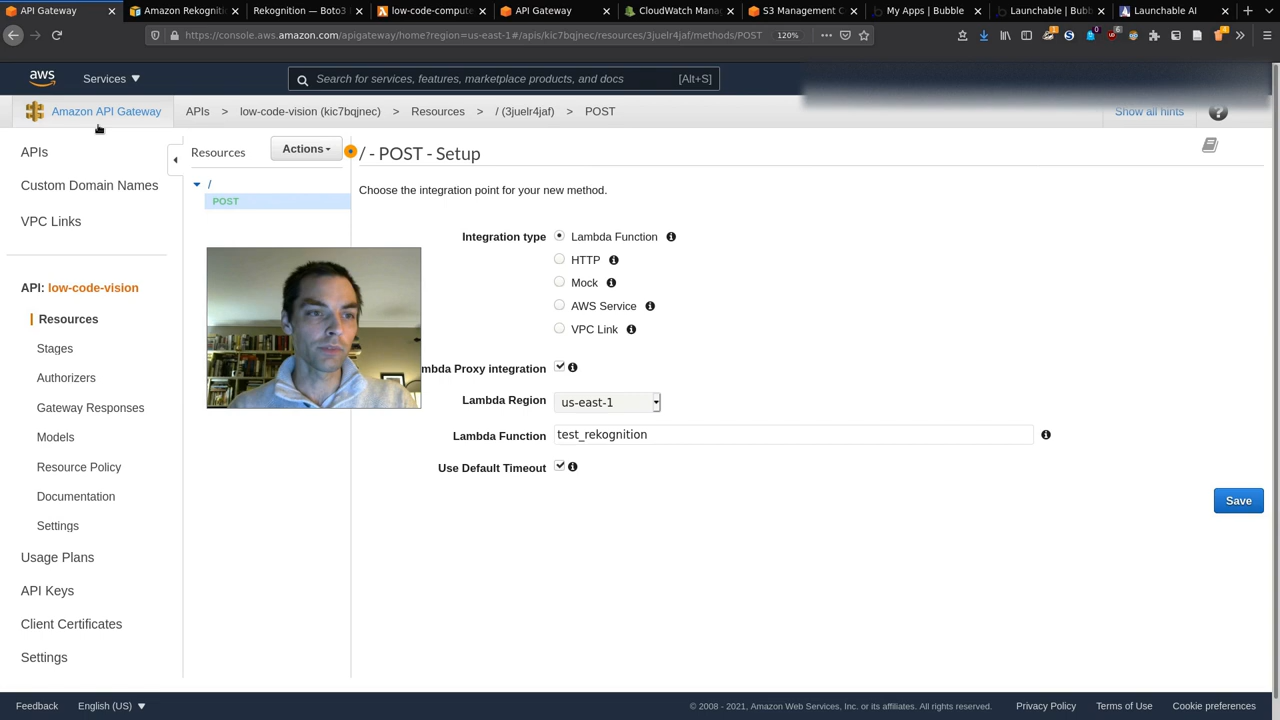 API Gateway
Amazon Rekogniti
Rekognition — Boto3
low-code-compute
API Gateway
CloudWatch Man
S3 Management C
My Apps | Bubble
Launchable | Bubb
Launchable AI
https://console.aws.amazon.com/apigateway/home?region=us-east-1#/apis/kic7bqjnec/resources/3juelr4jaf/methods/POST
120%
aws
Services
Search for services, features, marketplace products, and docs
[Alt+S]
Amazon API Gateway
APIs > low-code-vision (kic7bqjnec) > Resources > / (3juelr4jaf) > POST
Show all hints
?
APIs
Custom Domain Names
VPC Links
API: low-code-vision
Resources
Stages
Authorizers
Gateway Responses
Models
Resource Policy
Documentation
Settings
Usage Plans
API Keys
Client Certificates
Settings
Resources
Actions
/
POST
/ - POST - Setup
Choose the integration point for your new method.
Integration type
Lambda Function
HTTP
Mock
AWS Service
VPC Link
mbda Proxy integration
Lambda Region
us-east-1
Lambda Function
test_rekognition
Use Default Timeout
Save
Feedback
English (US)
© 2008 - 2021, Amazon Web Services, Inc. or its affiliates. All rights reserved.
Privacy Policy
Terms of Use
Cookie preferences